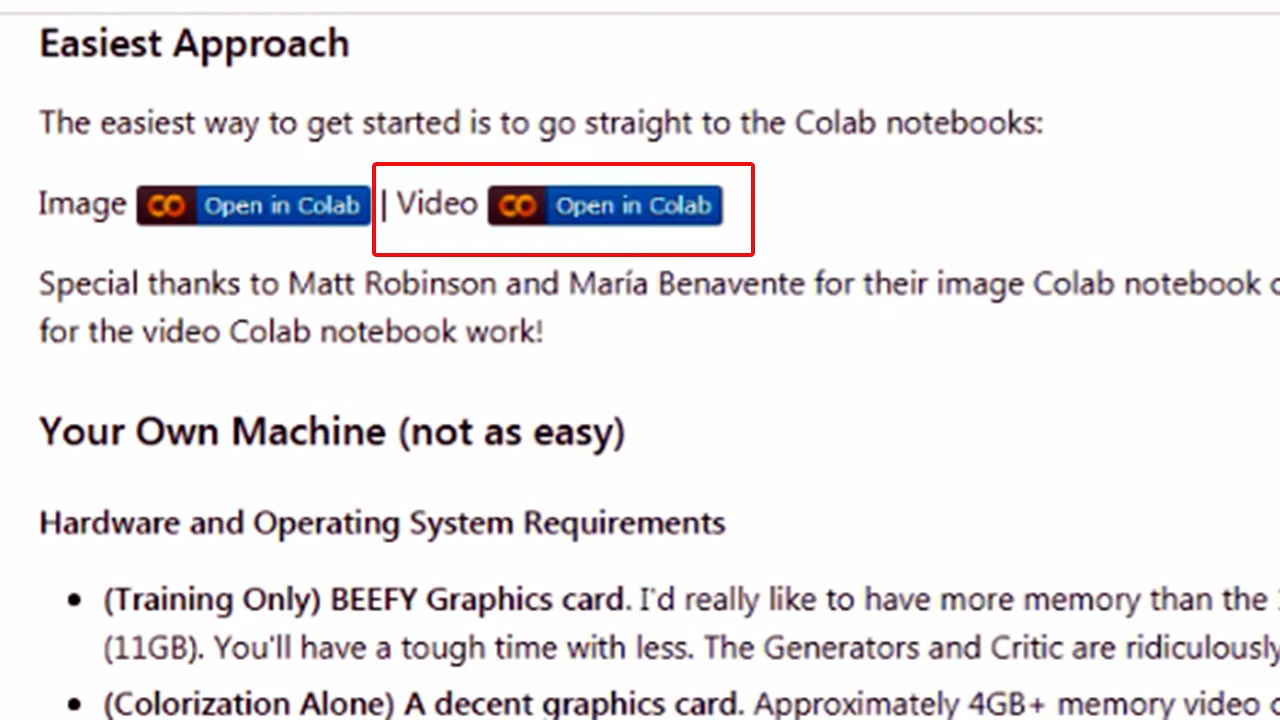 Easiest Approach
The easiest way to get started is to go straight to the Colab notebooks:
Image CO Open in Colab | Video CO Open in Colab
Special thanks to Matt Robinson and María Benavente for their image Colab notebook
for the video Colab notebook work!
Your Own Machine (not as easy)
Hardware and Operating System Requirements
• (Training Only) BEEFY Graphics card. I'd really like to have more memory than the
(11GB). You'll have a tough time with less. The Generators and Critic are ridiculously
• (Colorization Alone) A decent graphics card. Approximately 4GB+ memory video